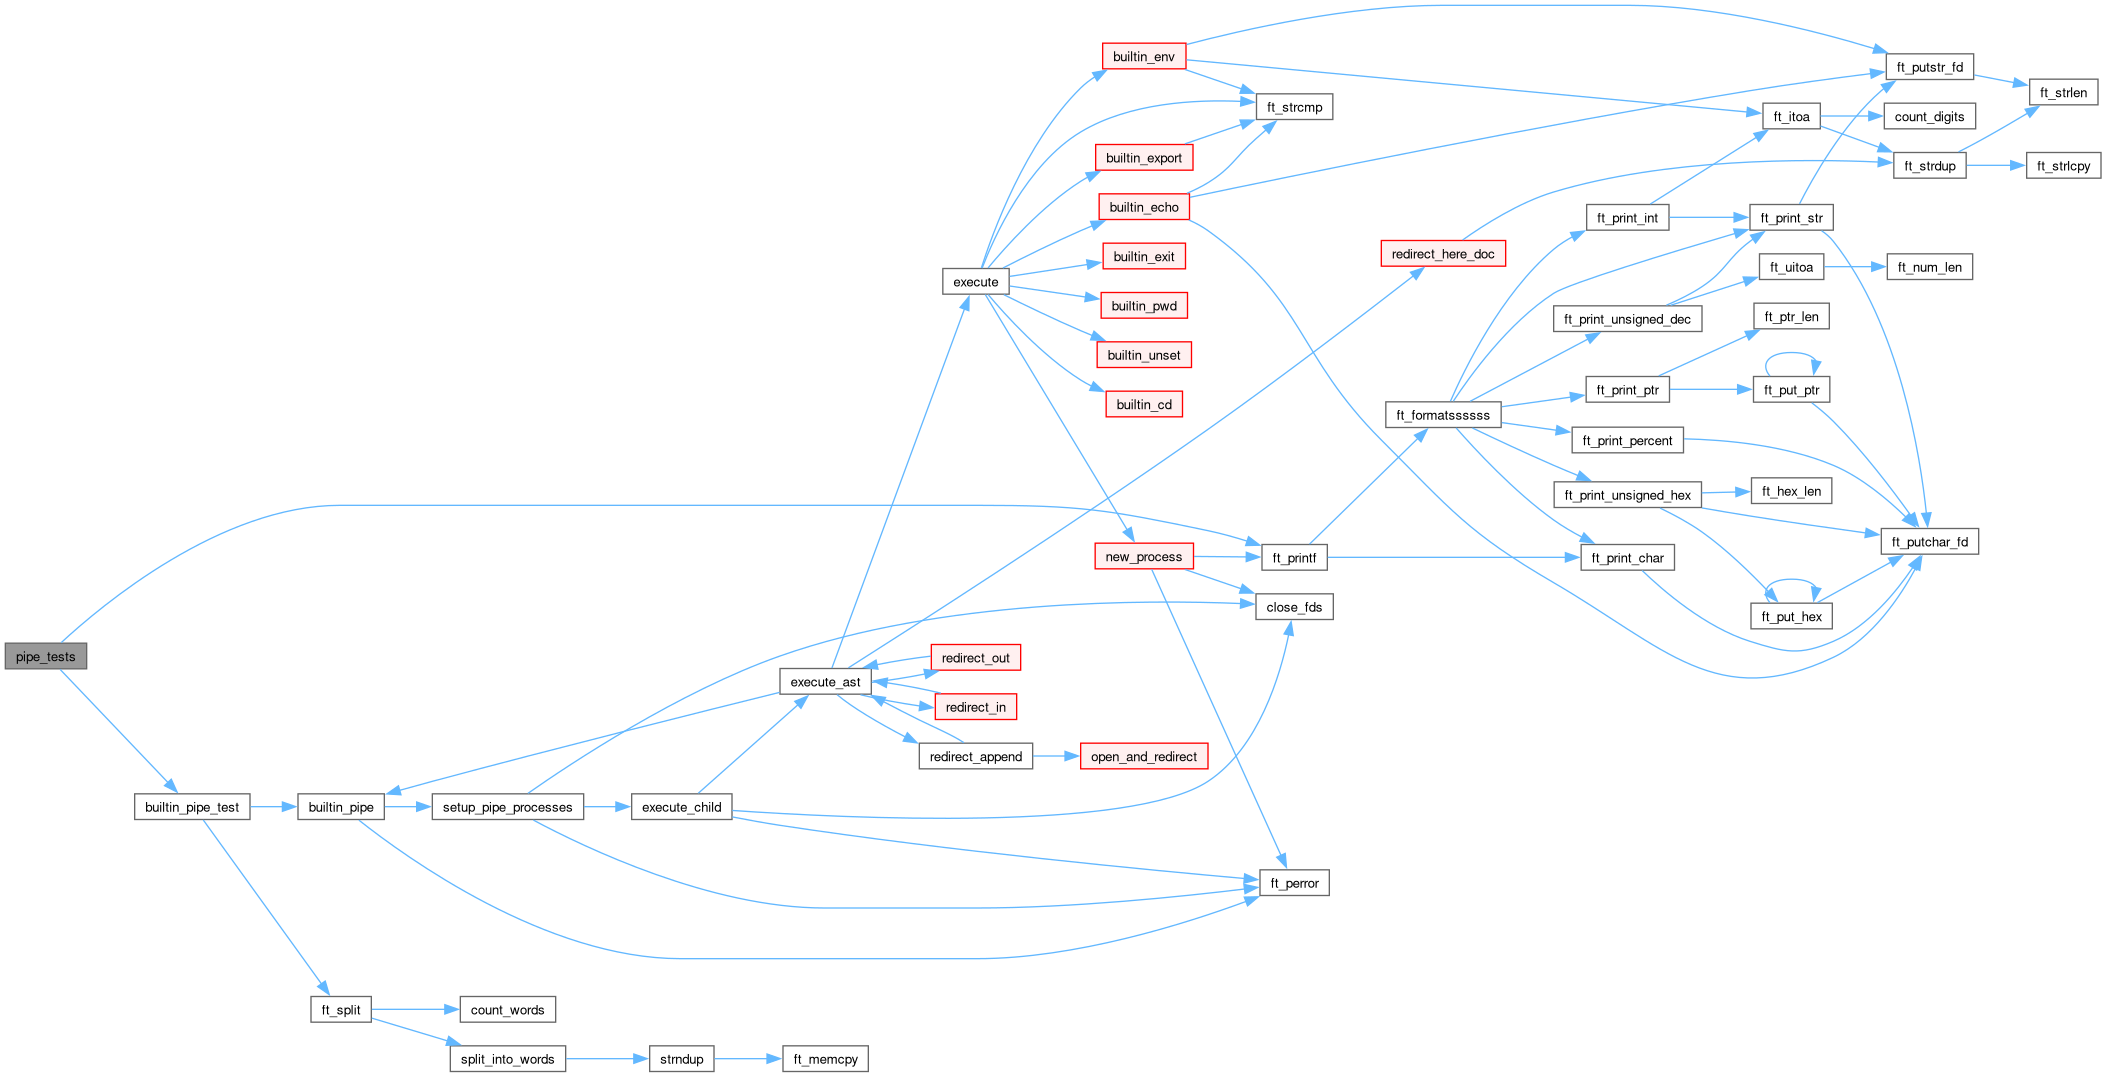 pipe_tests
builtin_pipe_test
builtin_pipe
setup_pipe_processes
execute_child
execute_ast
execute
builtin_env
ft_strcmp
builtin_export
builtin_echo
builtin_exit
builtin_pwd
builtin_unset
builtin_cd
new_process
ft_printf
close_fds
redirect_out
redirect_in
redirect_append
open_and_redirect
ft_perror
ft_split
count_words
split_into_words
strndup
ft_memcpy
redirect_here_doc
ft_formatssssss
ft_print_int
ft_print_unsigned_dec
ft_print_ptr
ft_print_percent
ft_print_unsigned_hex
ft_print_char
ft_itoa
ft_print_str
ft_uitoa
ft_ptr_len
ft_put_ptr
ft_hex_len
ft_put_hex
ft_putstr_fd
count_digits
ft_strdup
ft_num_len
ft_putchar_fd
ft_strlen
ft_strlcpy